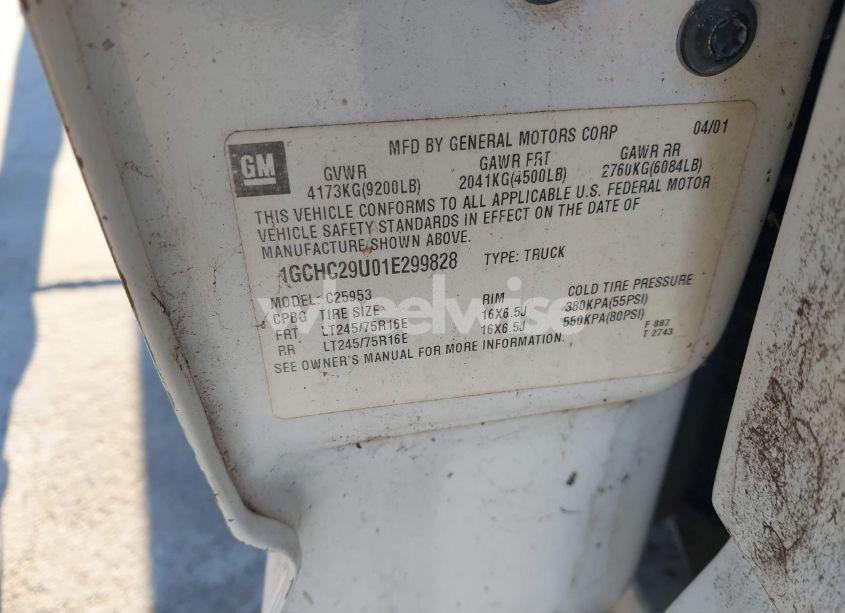 MFD BY GENERAL MOTORS CORP 04/01
GM
GVWR GAWR FRT GAWR RR
4173KG(9200LB) 2041KG(4500LB) 2760KG(6084LB)
THIS VEHICLE CONFORMS TO ALL APPLICABLE U.S. FEDERAL MOTOR
VEHICLE SAFETY STANDARDS IN EFFECT ON THE DATE OF
MANUFACTURE SHOWN ABOVE.
1GCHC29U01E299828 TYPE: TRUCK
MODEL: C25953
CPBG TIRE SIZE RIM COLD TIRE PRESSURE
FRT. LT245/75R16E 16X6.5J 380KPA(55PSI)
RR LT245/75R16E 16X6.5J 550KPA(80PSI)
SEE OWNER'S MANUAL FOR MORE INFORMATION.
F 887
T 2743
wheelwise